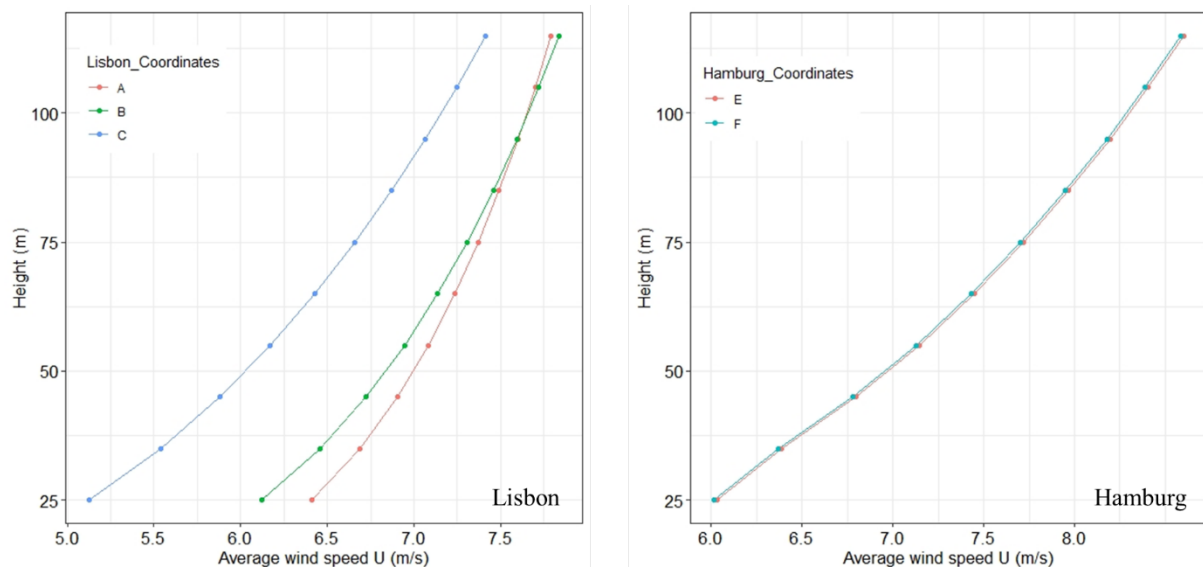 Lisbon_Coordinates
A
B
C
100
75
50
25
Height (m)
5.0 5.5 6.0 6.5 7.0 7.5
Average wind speed U (m/s)
Lisbon
Hamburg_Coordinates
E
F
100
75
50
25
Height (m)
6.0 6.5 7.0 7.5 8.0
Average wind speed U (m/s)
Hamburg